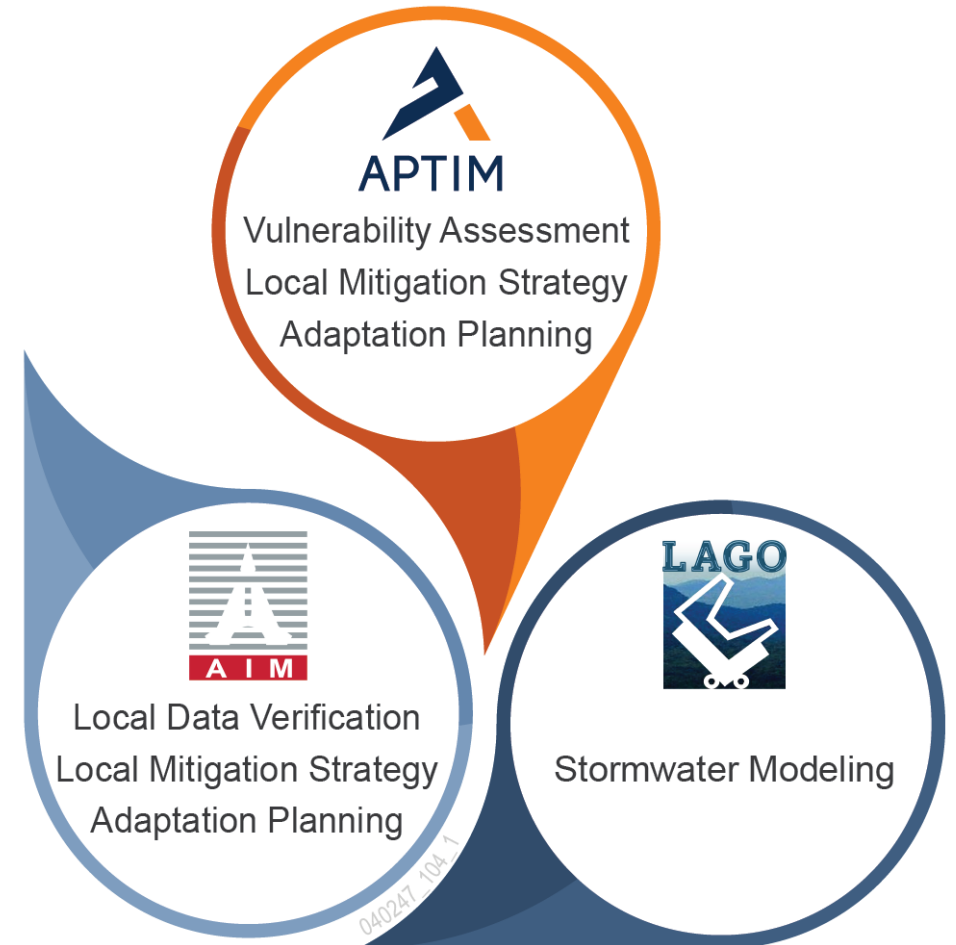 APTIM
Vulnerability Assessment
Local Mitigation Strategy
Adaptation Planning
AIM
Local Data Verification
Local Mitigation Strategy
Adaptation Planning
LAGO
Stormwater Modeling
040247_104_1